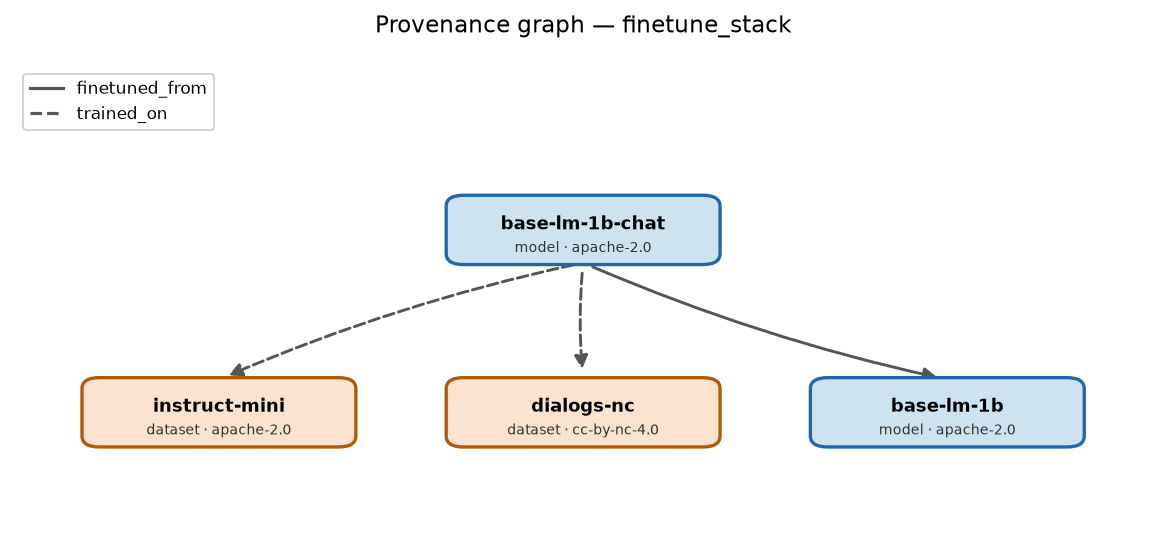 Provenance graph — finetune_stack
finetuned_from
trained_on
base-lm-1b-chat
model · apache-2.0
instruct-mini
dataset · apache-2.0
dialogs-nc
dataset · cc-by-nc-4.0
base-lm-1b
model · apache-2.0